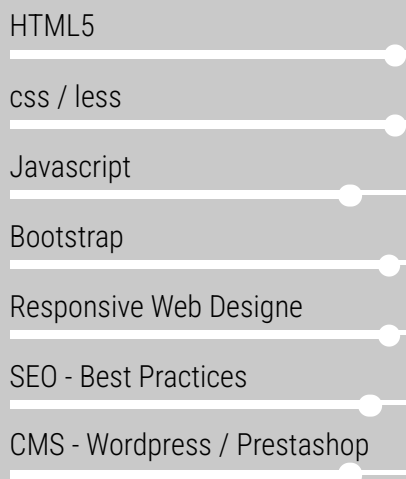 HTML5
css / less
Javascript
Bootstrap
Responsive Web Designe
SEO - Best Practices
CMS - Wordpress / Prestashop